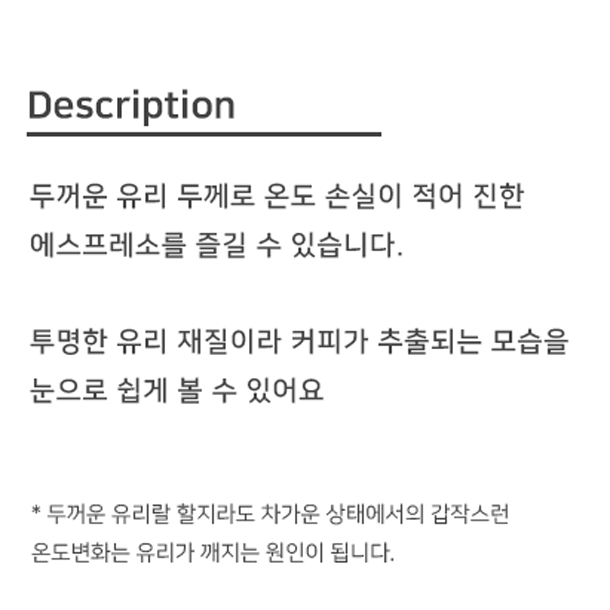 Description
두꺼운 유리 두께로 온도 손실이 적어 진한
에스프레소를 즐길 수 있습니다.
투명한 유리 재질이라 커피가 추출되는 모습을
눈으로 쉽게 볼 수 있어요
* 두꺼운 유리랄 할지라도 차가운 상태에서의 갑작스런
온도변화는 유리가 깨지는 원인이 됩니다.